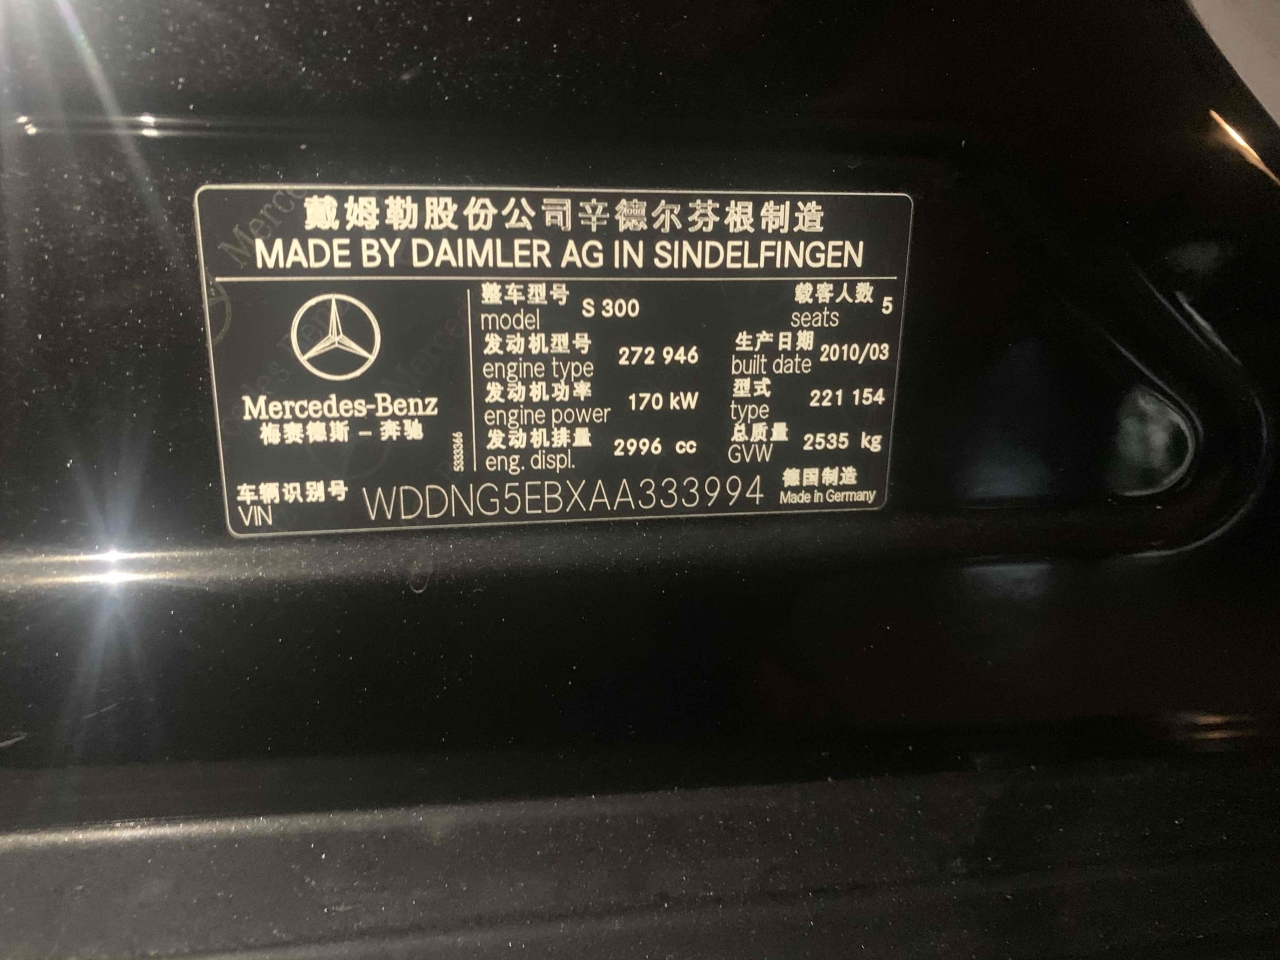 戴姆勒股份公司辛德尔芬根制造
MADE BY DAIMLER AG IN SINDELFINGEN
Mercedes-Benz
梅赛德斯－奔驰
5333366
整车型号
model S 300
载客人数
seats 5
发动机型号
engine type 272 946
生产日期
built date 2010/03
发动机功率
engine power 170 kW
型式
type 221 154
发动机排量
eng. displ. 2996 cc
总质量
GVW 2535 kg
车辆识别号
VIN WDDNG5EBXAA333994
德国制造
Made in Germany